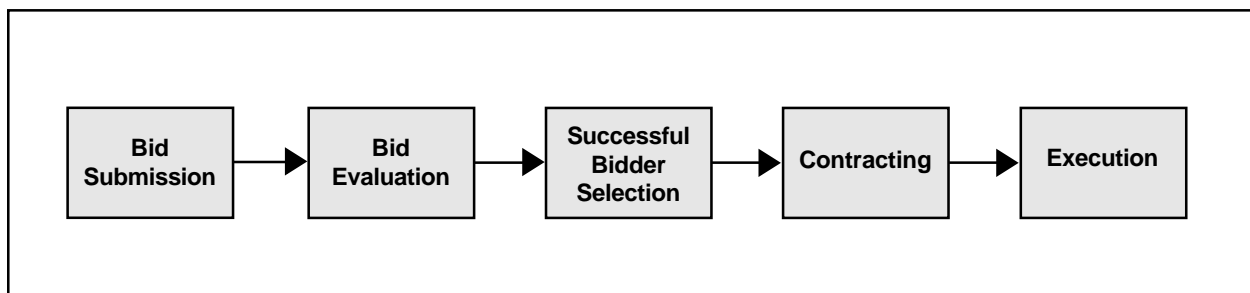 Bid
Submission
Bid
Evaluation
Successful
Bidder
Selection
Contracting
Execution